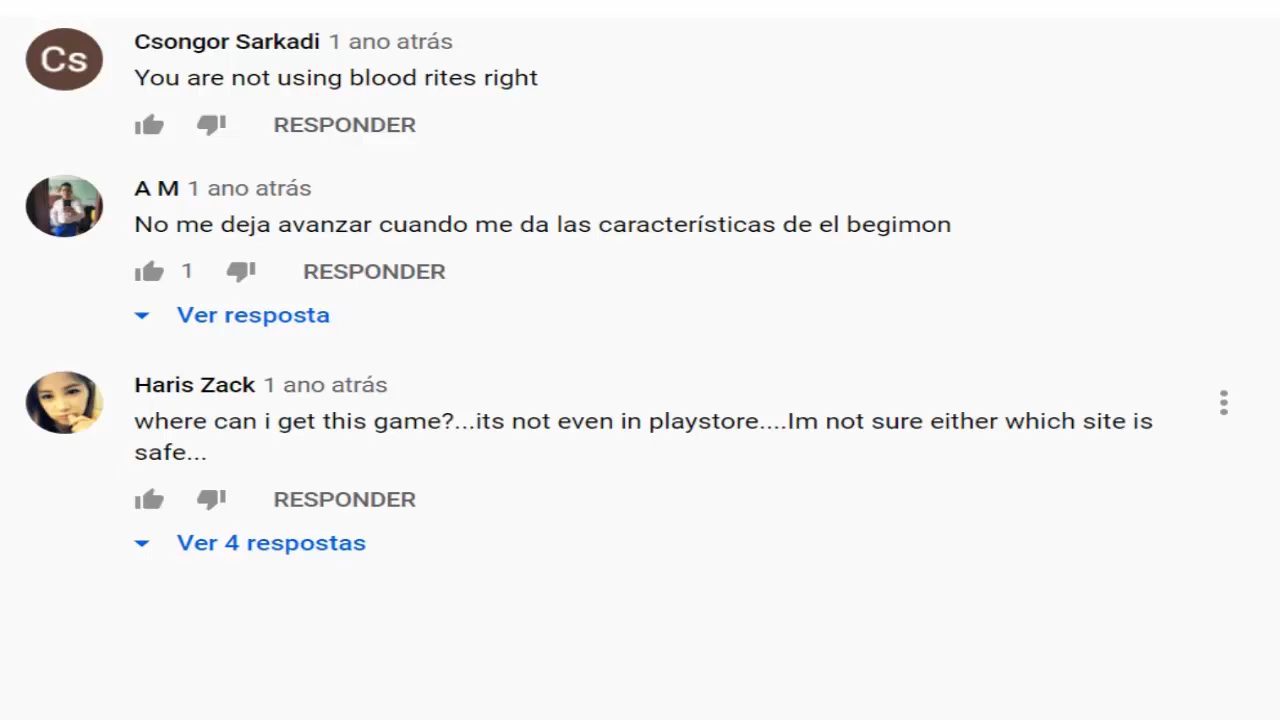 Cs
Csongor Sarkadi 1 ano atrás
You are not using blood rites right
RESPONDER
A M 1 ano atrás
No me deja avanzar cuando me da las características de el begimon
1 RESPONDER
Ver resposta
Haris Zack 1 ano atrás
where can i get this game?...its not even in playstore....Im not sure either which site is
safe...
RESPONDER
Ver 4 respostas